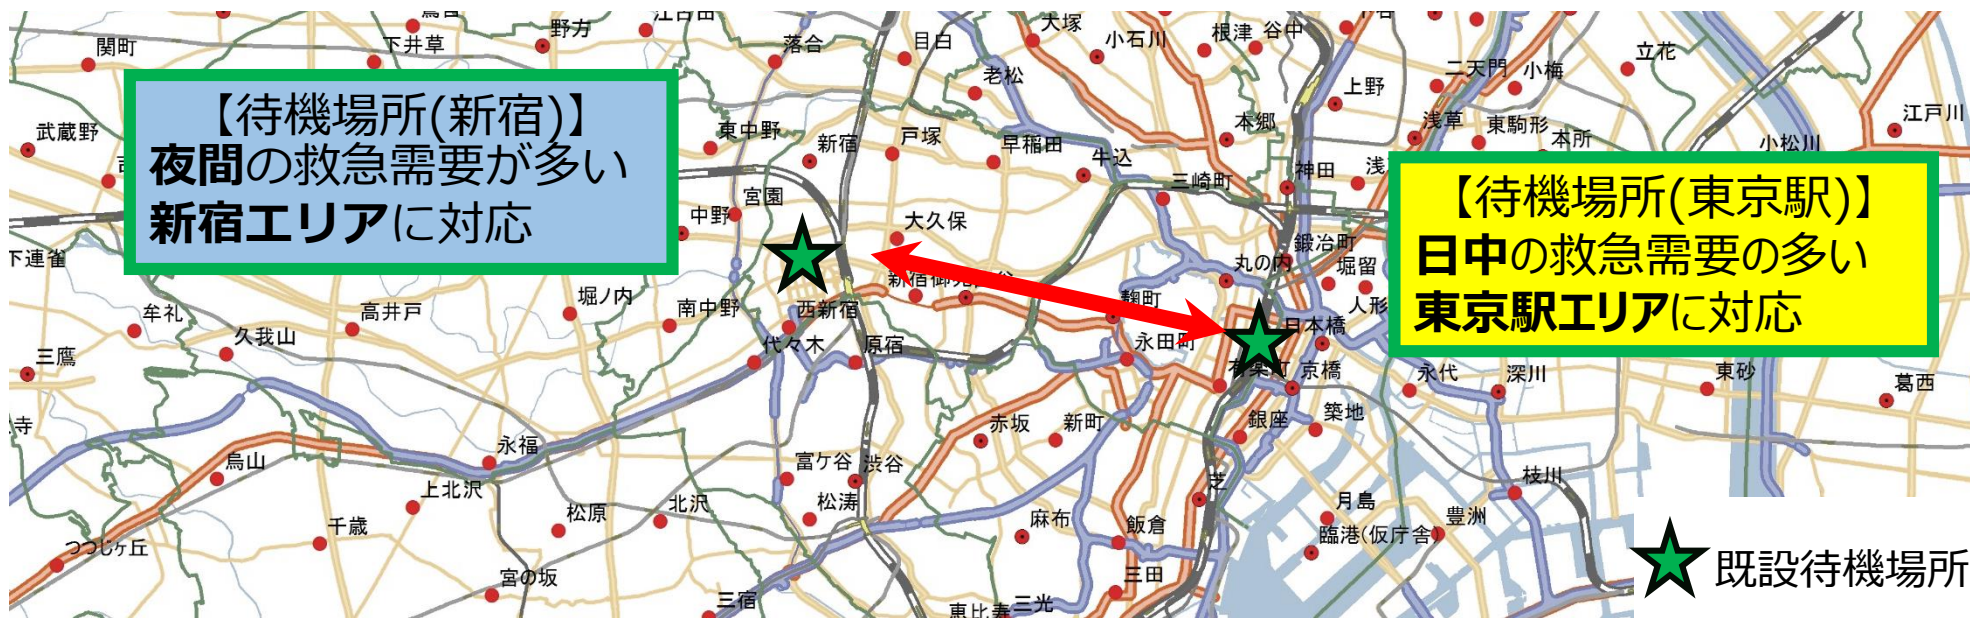 【待機場所(新宿)】
夜間の救急需要が多い
新宿エリアに対応
【待機場所(東京駅)】
日中の救急需要の多い
東京駅エリアに対応
既設待機場所
関町
下井草
野方
落合
目白
大塚
小石川
根津
谷中
上野
二天門
小梅
立花
江戸川
武蔵野
東中野
新宿
戸塚
老松
早稲田
牛込
本郷
浅草
東駒形
本所
小松川
三崎町
神田
宮園
中野
大久保
鍛冶町
丸の内
堀留
下連雀
牟礼
久我山
高井戸
堀ノ内
南中野
西新宿
麹町
日本橋
三鷹
代々木
原宿
永田町
京橋
永代
深川
東砂
葛西
烏山
永福
上北沢
富ケ谷
渋谷
赤坂
新町
銀座
築地
枝川
千歳
松原
北沢
松涛
麻布
飯倉
芝
月島
豊洲
臨港(仮庁舎)
つつじヶ丘
宮の坂
三宿
恵比寿
三光
三田